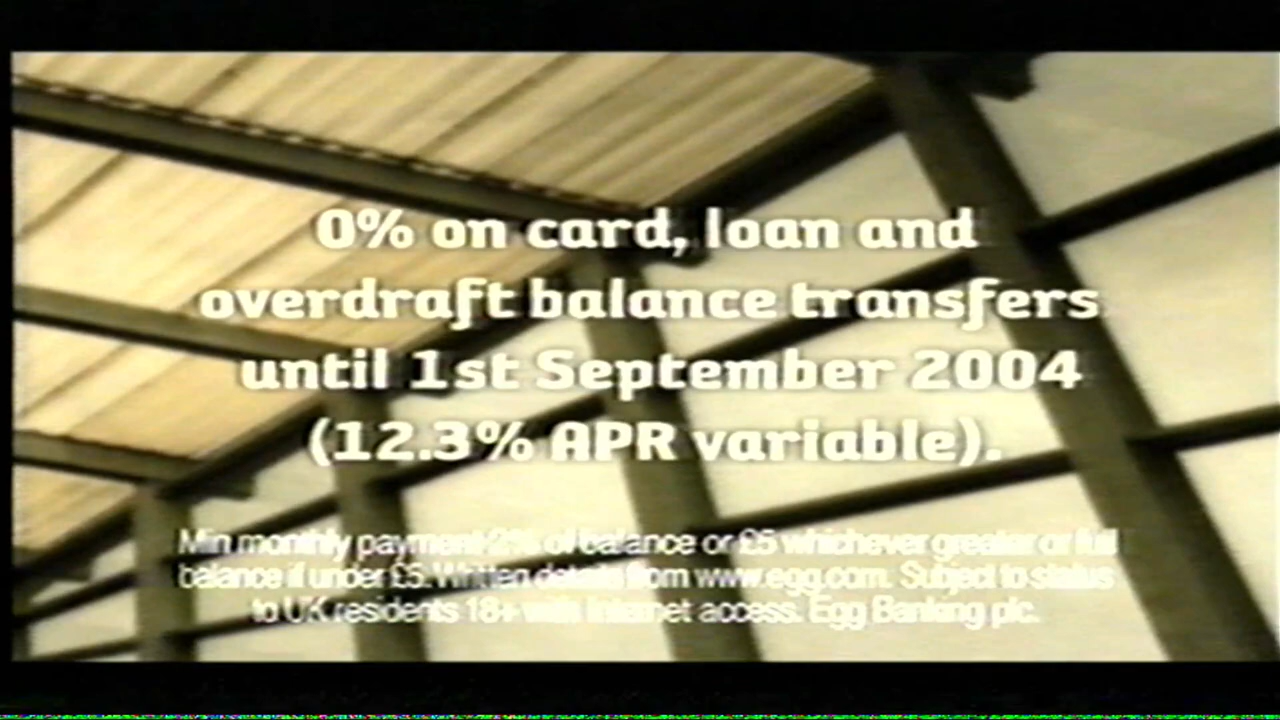 0% on card, loan and
overdraft balance transfers
until 1st September 2004
(12.3% APR variable).
Min monthly payment 2% of balance or £5 whichever greater or full
balance if under £5. Written details from www.egg.com. Subject to status
to UK residents 18+ with Internet access. Egg Banking plc.